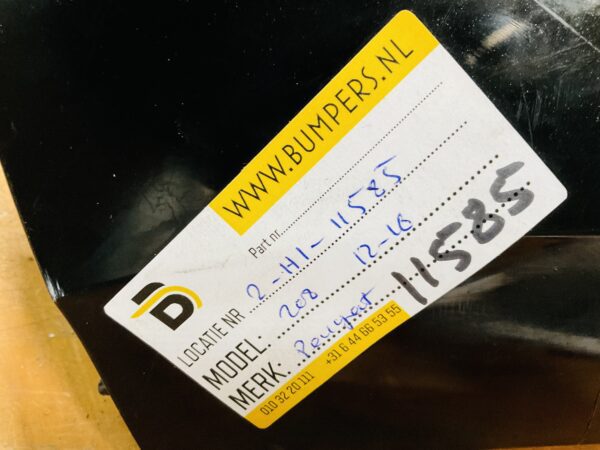 WWW.BUMPERS.NL
Part nr.
LOCATIE.NR 2-H1-11585
MODEL: 208 12-18
MERK: Peugeot 11585
010 32 20 111 +31 6 44 66 53 55